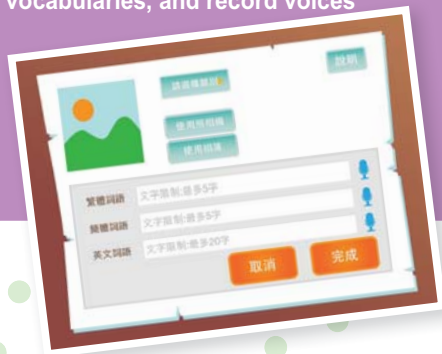 vocabularies, and record voices
說明
請選種類別
使用照相機
使用相簿
繁體詞語 文字限制:最多5字
簡體詞語 文字限制:最多5字
英文詞語 文字限制:最多20字
取消 完成